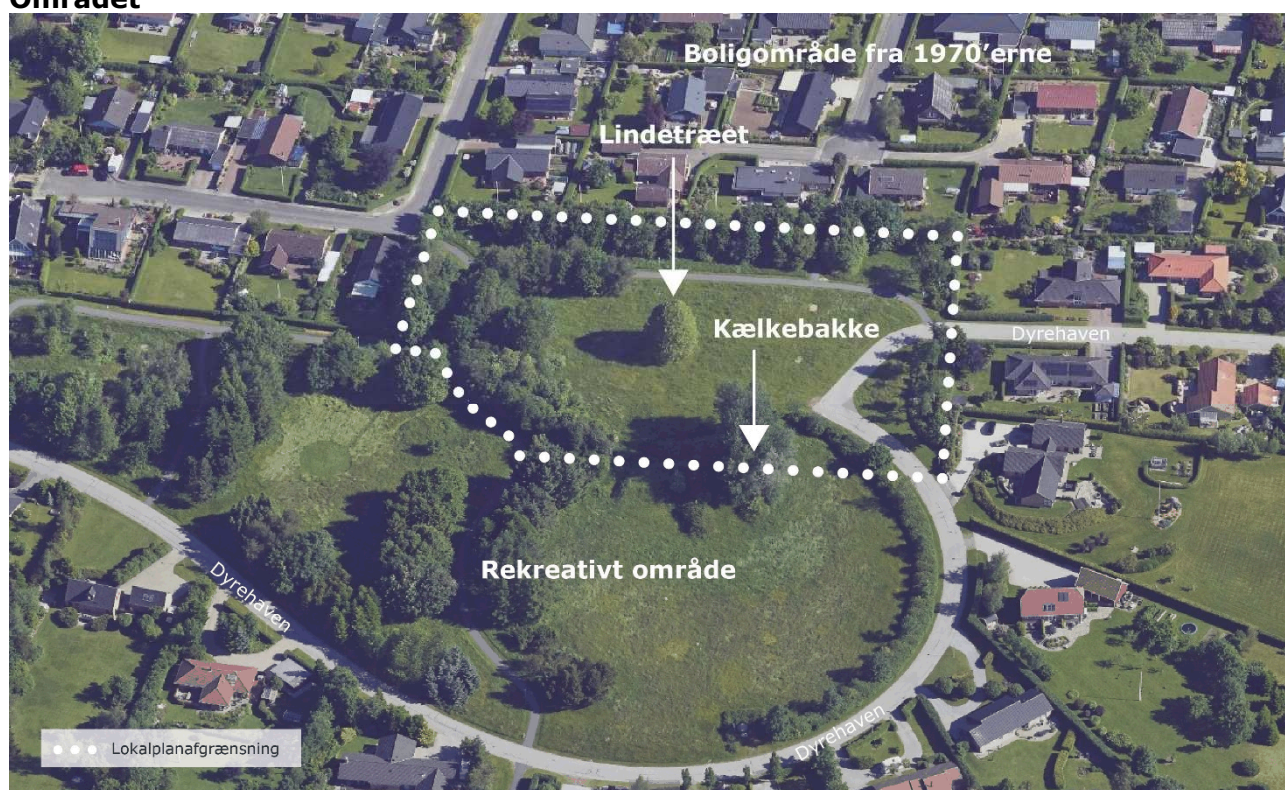 Området
Boligområde fra 1970'erne
Lindetræet
Kælkebakke
Dyrehaven
Rekreativt område
Dyrehaven
Dyrehaven
Lokalplanafgrænsning